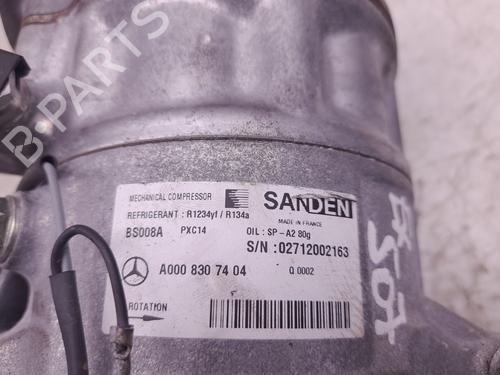 B-PARTS
MECHANICAL COMPRESSOR
SANDEN
REFRIGERANT : R1234yf / R134a
MADE IN FRANCE
BS008A PXC14 OIL : SP - A2 80g
S/N : 02712002163
A000 830 74 04 Q 0002
ROTATION